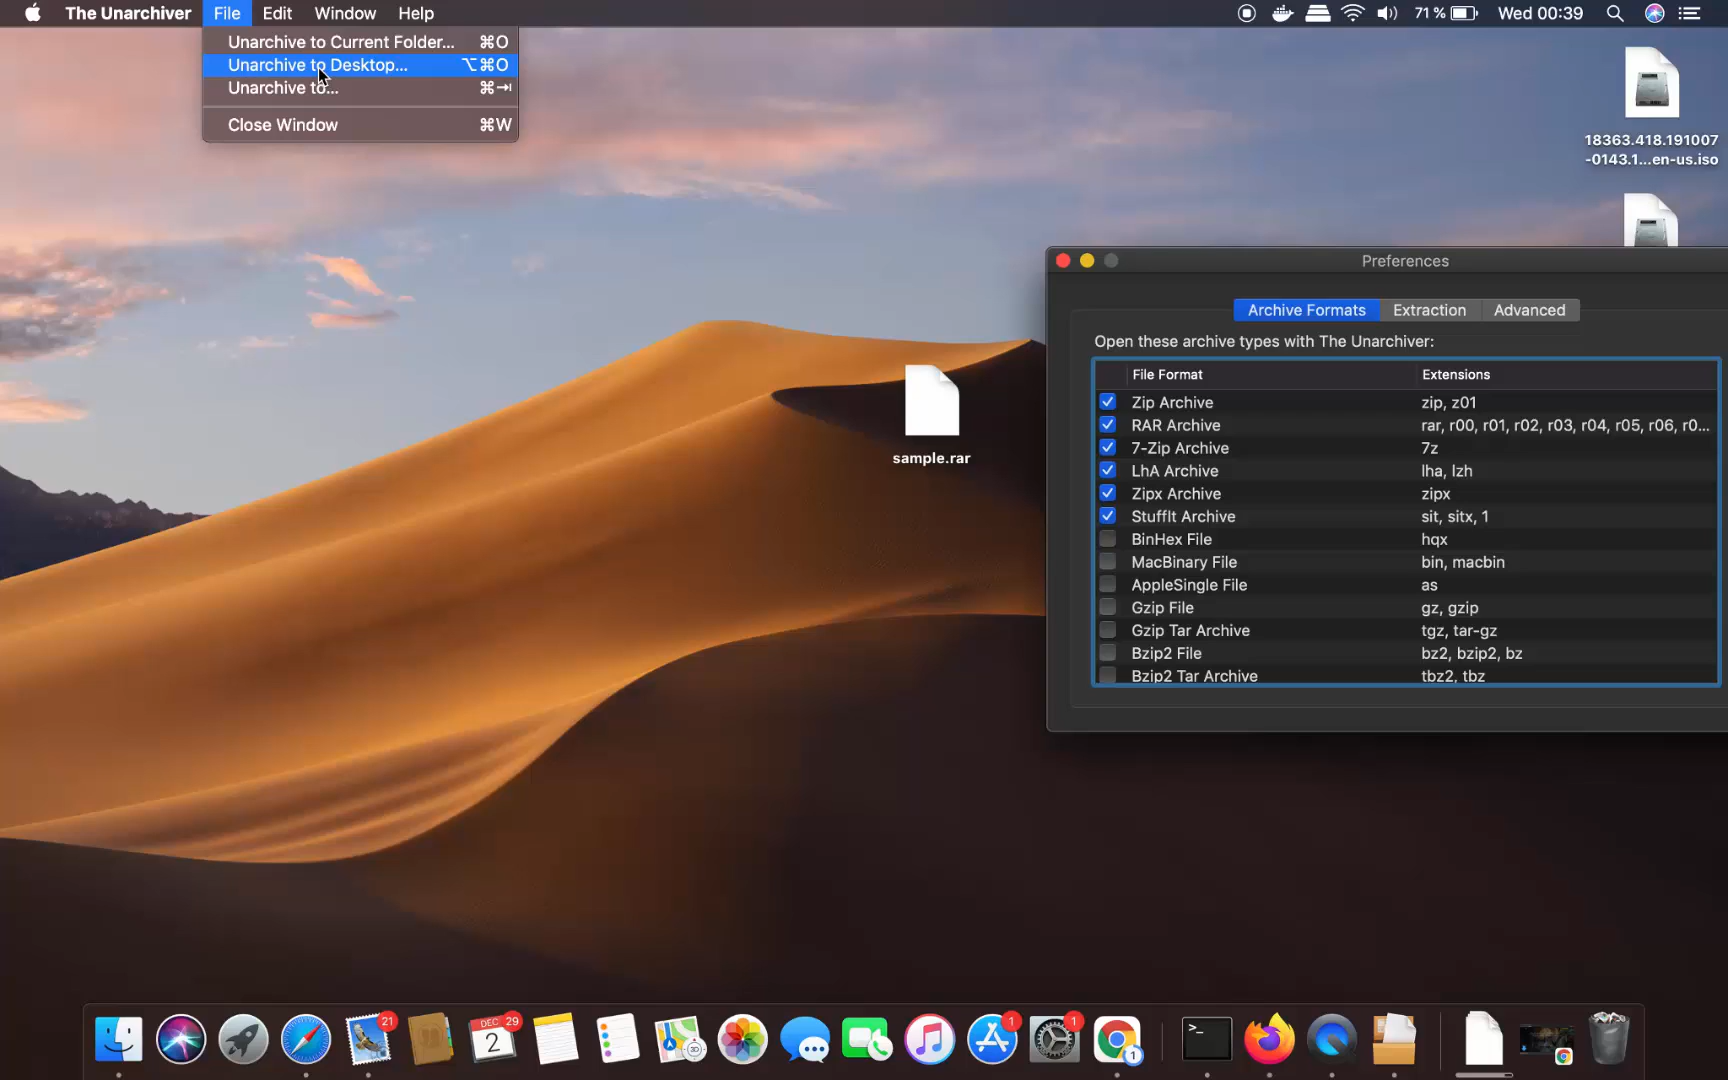 The Unarchiver File Edit Window Help 71% Wed 00:39
Unarchive to Current Folder... ⌘O
Unarchive to Desktop... ⌥⌘O
Unarchive to... ⌘⇥
Close Window ⌘W
18363.418.191007
-0143.1...en-us.iso
sample.rar
Preferences
Archive Formats Extraction Advanced
Open these archive types with The Unarchiver:
File Format Extensions
Zip Archive zip, z01
RAR Archive rar, r00, r01, r02, r03, r04, r05, r06, r0...
7-Zip Archive 7z
LhA Archive lha, lzh
Zipx Archive zipx
StuffIt Archive sit, sitx, 1
BinHex File hqx
MacBinary File bin, macbin
AppleSingle File as
Gzip File gz, gzip
Gzip Tar Archive tgz, tar-gz
Bzip2 File bz2, bzip2, bz
Bzip2 Tar Archive tbz2, tbz
21
DEC 29
2
3D
1
1
1
>_